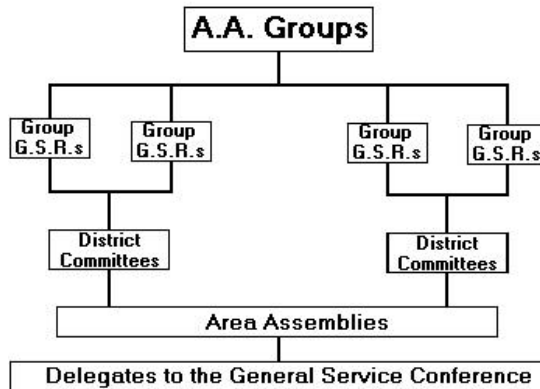 A.A. Groups
Group
G.S.R.s
Group
G.S.R.s
Group
G.S.R.s
Group
G.S.R.s
District
Committees
District
Committees
Area Assemblies
Delegates to the General Service Conference